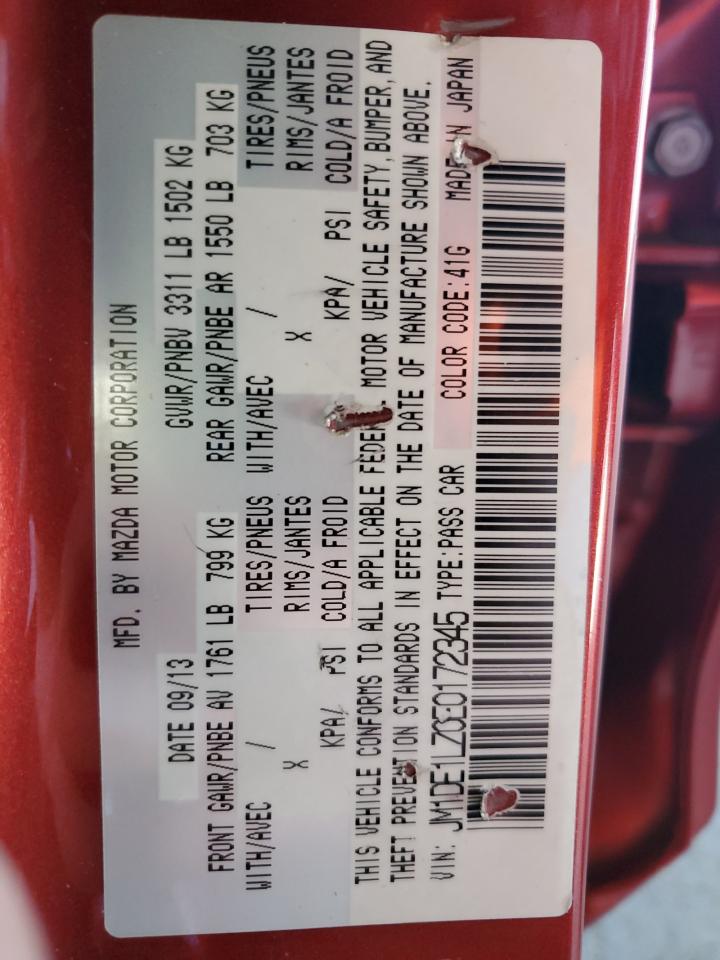 MFD. BY MAZDA MOTOR CORPORATION
DATE 09/13 GVWR/PNBV 3311 LB 1502 KG
FRONT GAWR/PNBE AV 1761 LB 799 KG REAR GAWR/PNBE AR 1550 LB 703 KG
WITH/AVEC / TIRES/PNEUS WITH/AVEC / TIRES/PNEUS
X RIMS/JANTES X RIMS/JANTES
KPA/ PSI COLD/A FROID KPA/ PSI COLD/A FROID
THIS VEHICLE CONFORMS TO ALL APPLICABLE MOTOR VEHICLE SAFETY, BUMPER, AND
THEFT PREVENTION STANDARDS IN EFFECT ON THE DATE OF MANUFACTURE SHOWN ABOVE.
VIN: JM1DE1LZ0E0172345 TYPE:PASS CAR COLOR CODE:41G MADE IN JAPAN